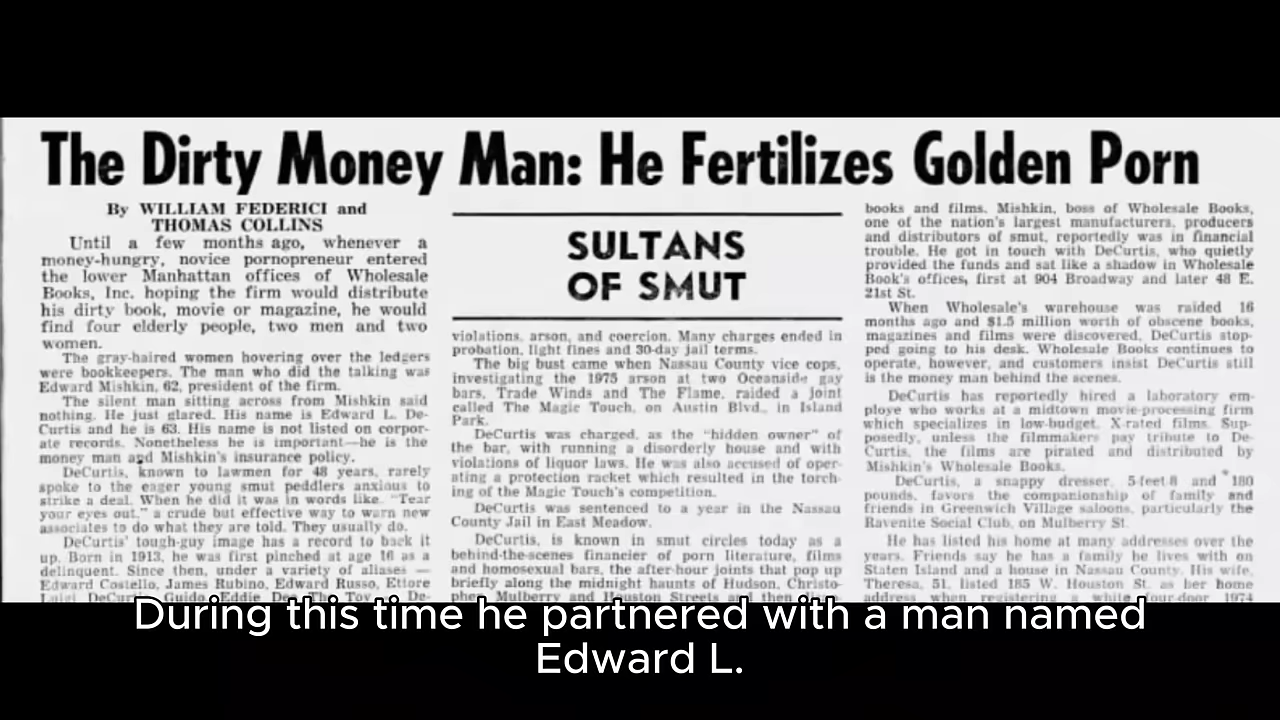 The Dirty Money Man: He Fertilizes Golden Porn
By WILLIAM FEDERICI and
THOMAS COLLINS
Until a few months ago, whenever a
money-hungry, novice pornopreneur entered
the lower Manhattan offices of Wholesale
Books, Inc. hoping the firm would distribute
his dirty book, movie or magazine, he would
find four elderly people, two men and two
women.
The gray-haired women hovering over the ledgers
were bookkeepers. The man who did the talking was
Edward Mishkin, 62, president of the firm.
The silent man sitting across from Mishkin said
nothing. He just glared. His name is Edward L. De-
Curtis and he is 63. His name is not listed on corpor-
ate records. Nonetheless he is important—he is the
money man and Mishkin's insurance policy.
DeCurtis, known to lawmen for 48 years, rarely
spoke to the eager young smut peddlers anxious to
strike a deal. When he did it was in words like, "Tear
your eyes out," a crude but effective way to warn new
associates to do what they are told. They usually do.
DeCurtis' tough-guy image has a record to back it
up. Born in 1913, he was first pinched at age 16 as a
delinquent. Since then, under a variety of aliases —
Edward Costello, James Rubino, Edward Russo, Ettore
SULTANS
OF SMUT
violations, arson, and coercion. Many charges ended in
probation, light fines and 30-day jail terms.
The big bust came when Nassau County vice cops,
investigating the 1975 arson at two Oceanside gay
bars, Trade Winds and The Flame, raided a joint
called The Magic Touch, on Austin Blvd., in Island
Park.
DeCurtis was charged, as the "hidden owner" of
the bar, with running a disorderly house and with
violations of liquor laws. He was also accused of oper-
ating a protection racket which resulted in the torch-
ing of the Magic Touch's competition.
DeCurtis was sentenced to a year in the Nassau
County Jail in East Meadow.
DeCurtis, is known in smut circles today as a
behind-the-scenes financier of porn literature, films
and homosexual bars, the after-hour joints that pop up
briefly along the midnight haunts of Hudson, Christo-
pher, Mulberry and Houston Streets and then
books and films. Mishkin, boss of Wholesale Books,
one of the nation's largest manufacturers, producers
and distributors of smut, reportedly was in financial
trouble. He got in touch with DeCurtis, who quietly
provided the funds and sat like a shadow in Wholesale
Book's offices, first at 904 Broadway and later 48 E.
21st St.
When Wholesale's warehouse was raided 16
months ago and $1.5 million worth of obscene books,
magazines and films were discovered, DeCurtis stop-
ped going to his desk. Wholesale Books continues to
operate, however, and customers insist DeCurtis still
is the money man behind the scenes.
DeCurtis has reportedly hired a laboratory em-
ploye who works at a midtown movie-processing firm
which specializes in low-budget, X-rated films. Sup-
posedly, unless the filmmakers pay tribute to De-
Curtis, the films are pirated and distributed by
Mishkin's Wholesale Books.
DeCurtis, a snappy dresser, 5-feet-8 and 180
pounds, favors the companionship of family and
friends in Greenwich Village saloons, particularly the
Ravenite Social Club, on Mulberry St.
He has listed his home at many addresses over the
years. Friends say he has a family he lives with on
Staten Island and a house in Nassau County. His wife,
Theresa, 51, listed 185 W. Houston St. as her home
address when registering a white four-door 1974
During this time he partnered with a man named
Edward L.